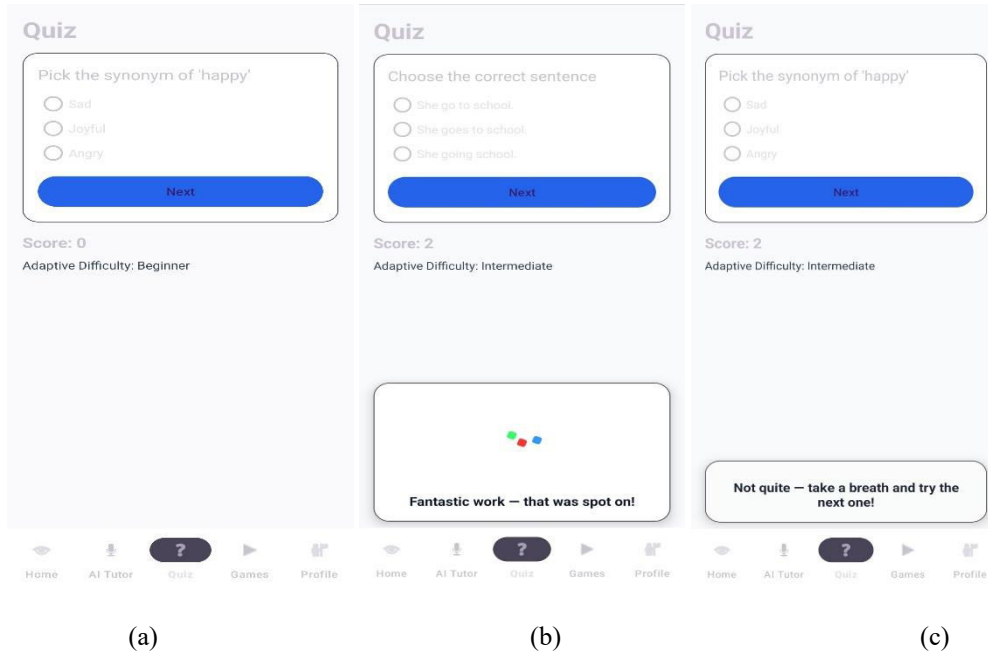 Quiz
Pick the synonym of 'happy'
Sad
Joyful
Angry
Next
Score: 0
Adaptive Difficulty: Beginner
Home AI Tutor Quiz Games Profile
(a)
Quiz
Choose the correct sentence
She go to school.
She goes to school.
She going school.
Next
Score: 2
Adaptive Difficulty: Intermediate
Fantastic work — that was spot on!
Home AI Tutor Quiz Games Profile
(b)
Quiz
Pick the synonym of 'happy'
Sad
Joyful
Angry
Next
Score: 2
Adaptive Difficulty: Intermediate
Not quite — take a breath and try the
next one!
Home AI Tutor Quiz Games Profile
(c)